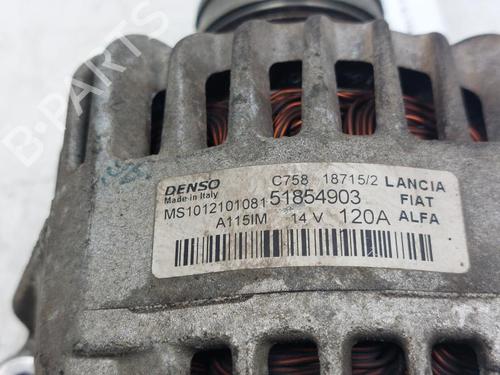 B-PARTS
DENSO C758 18715/2 LANCIA
Made in Italy
MS1012101081 51854903 FIAT
A115IM 14 V 120A ALFA